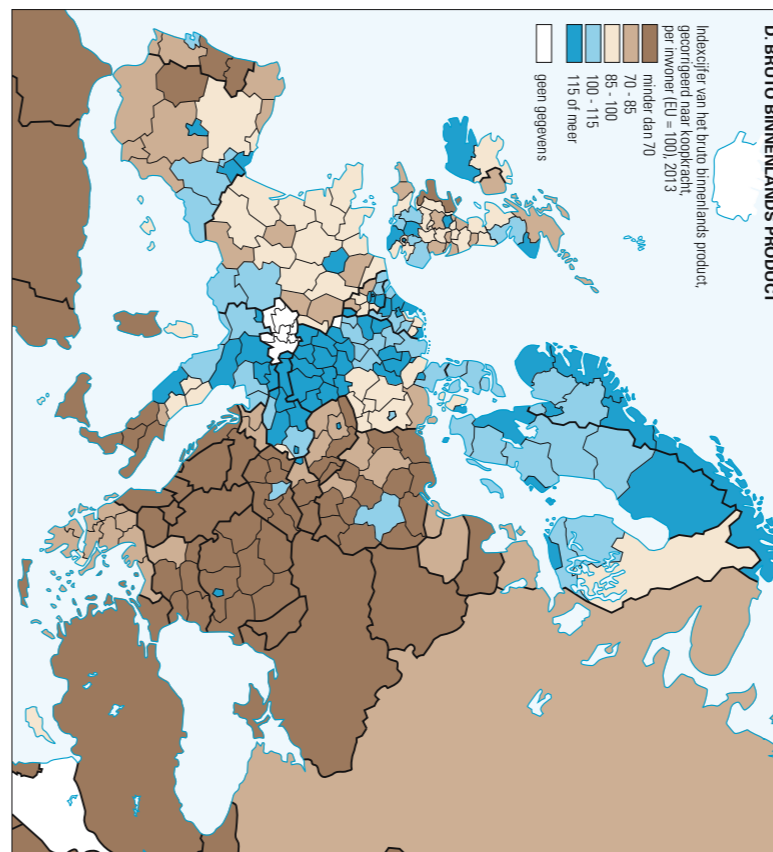 D. BRUTO BINNENLANDS PRODUCT
Indexcijfer van het bruto binnenlands product,
gecorrigeerd naar koopkracht,
per inwoner (EU = 100), 2013
minder dan 70
70 - 85
85 - 100
100 - 115
115 of meer
geen gegevens